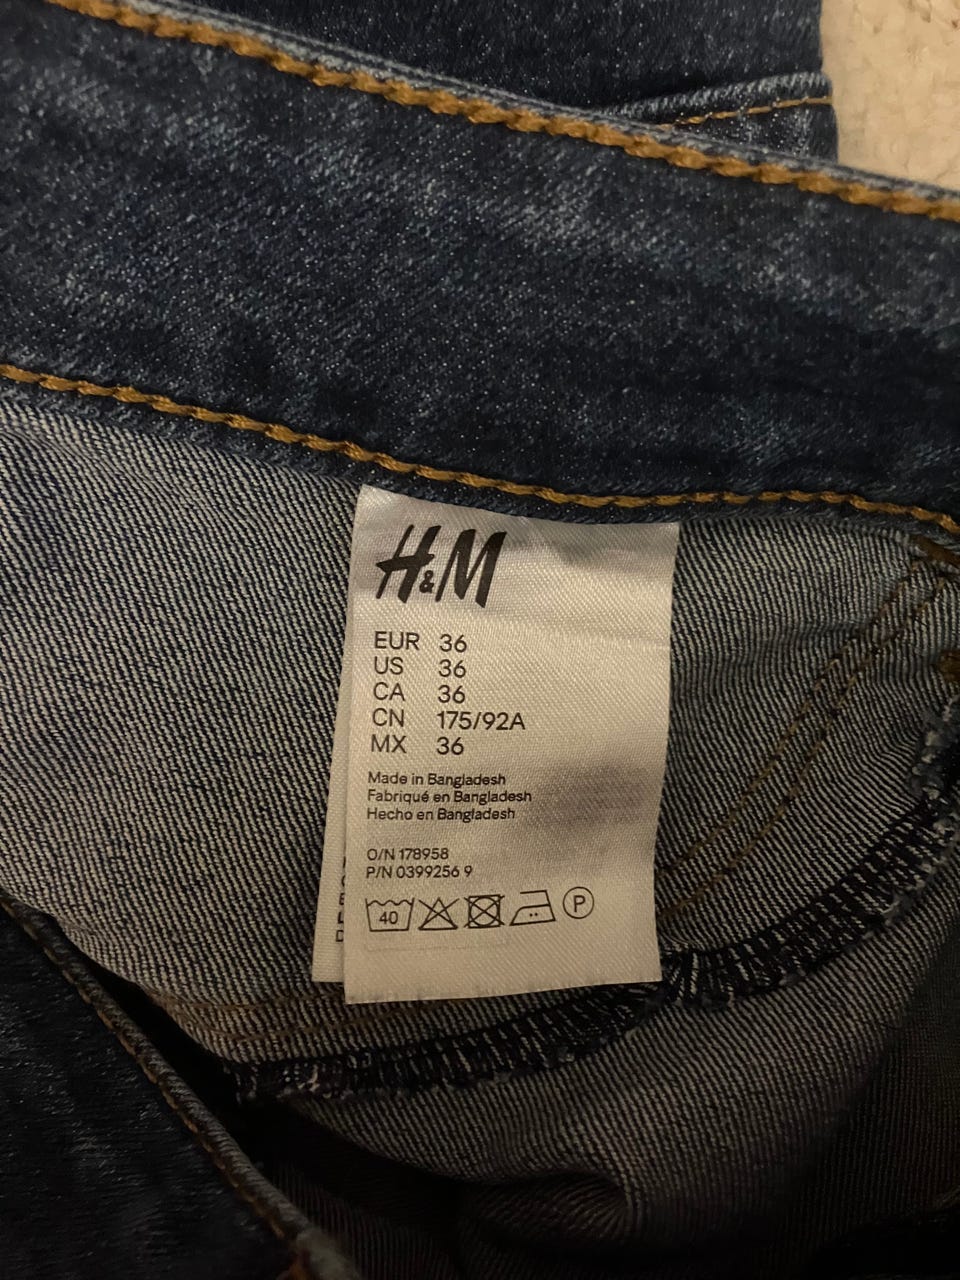 H&M
EUR 36
US 36
CA 36
CN 175/92A
MX 36
Made in Bangladesh
Fabriqué en Bangladesh
Hecho en Bangladesh
O/N 178958
P/N 0399256 9
40
P